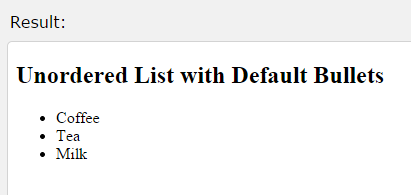 Result:
Unordered List with Default Bullets
• Coffee
• Tea
• Milk